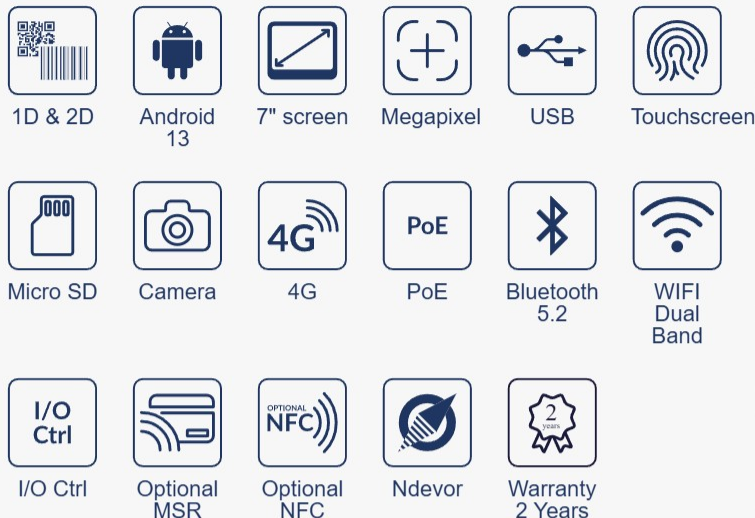 1D & 2D
Android
13
7" screen
Megapixel
USB
Touchscreen
Micro SD
Camera
4G
4G
PoE
PoE
Bluetooth
5.2
WIFI
Dual
Band
I/O
Ctrl
I/O Ctrl
Optional
MSR
OPTIONAL
NFC
Optional
NFC
Ndevor
2
years
Warranty
2 Years